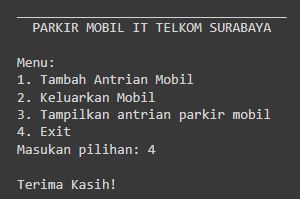 PARKIR MOBIL IT TELKOM SURABAYA
Menu:
1. Tambah Antrian Mobil
2. Keluarkan Mobil
3. Tampilkan antrian parkir mobil
4. Exit
Masukan pilihan: 4
Terima Kasih!